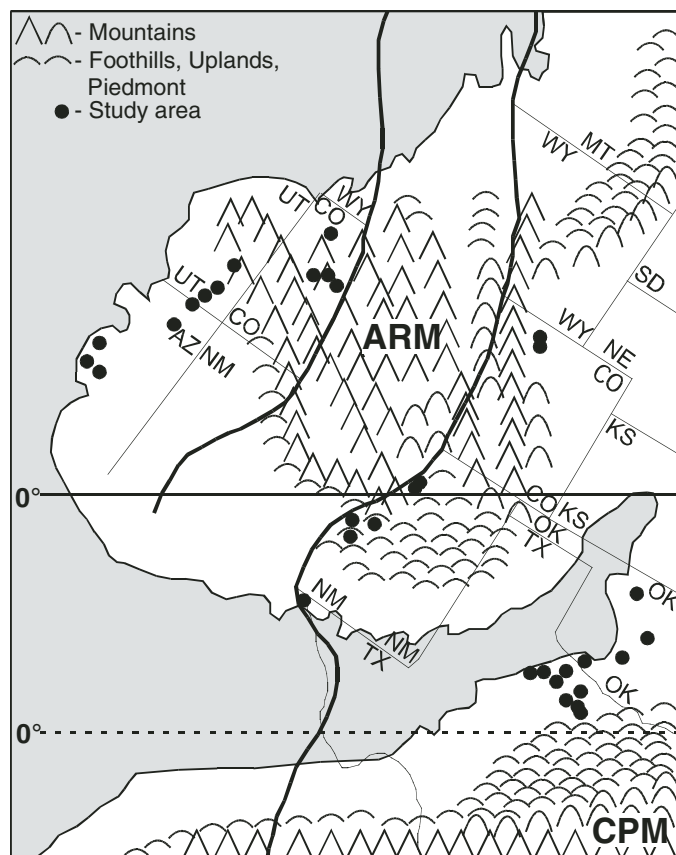 - Mountains
- Foothills, Uplands,
Piedmont
- Study area
MT
WY
WY
UT CO
SD
UT
CO
WY NE
ARM
AZ NM
CO
KS
0°
CO KS
OK
TX
NM
OK
NM
TX
OK
0°
CPM